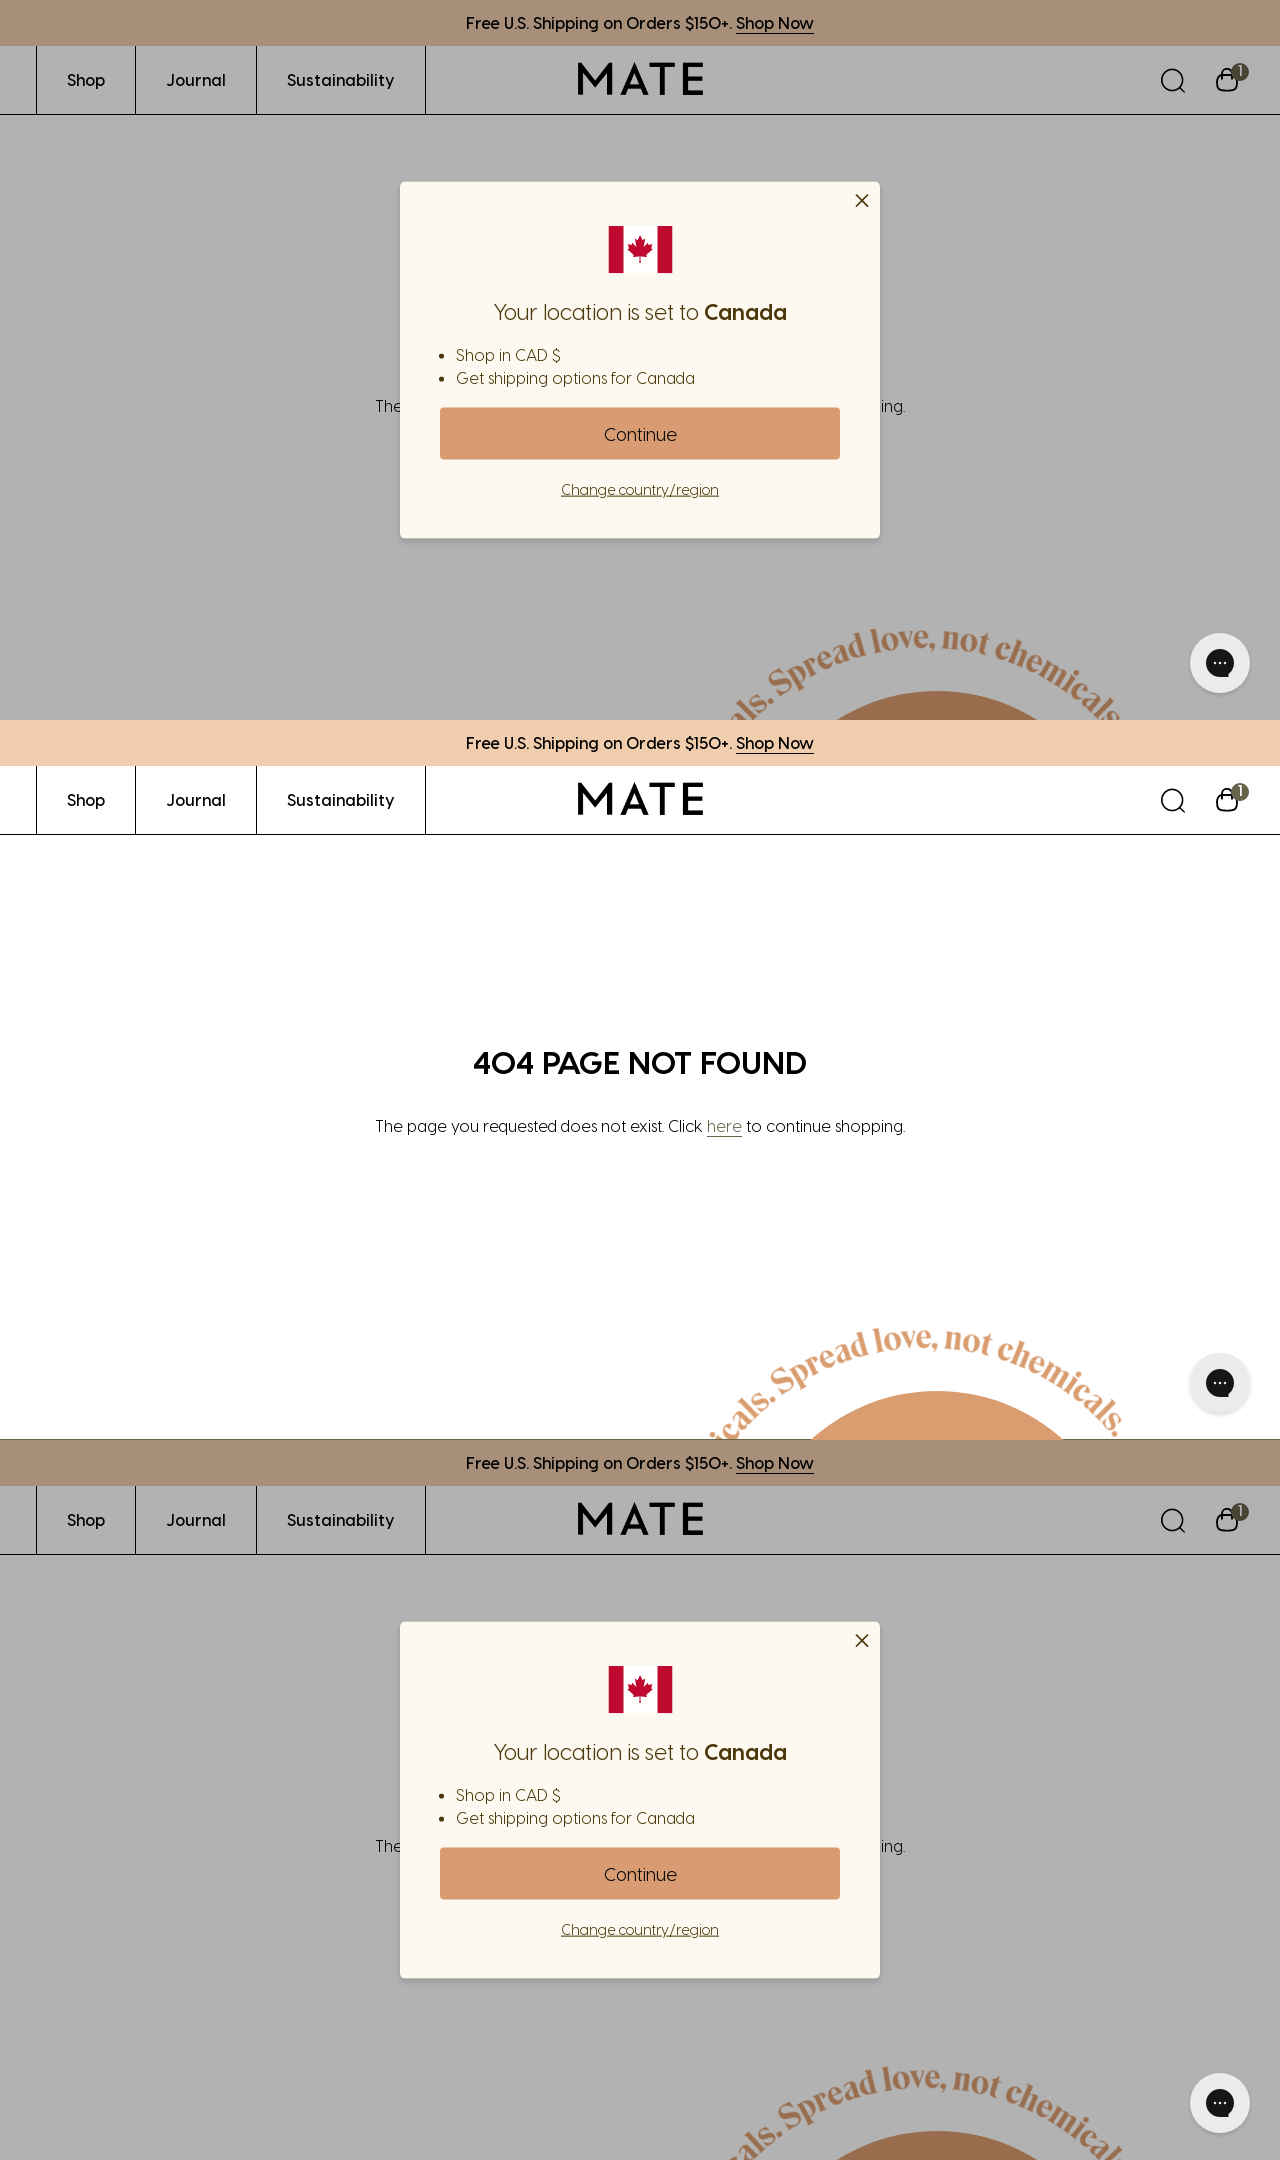 Free U.S. Shipping on Orders $150+. Shop Now
Shop
Journal
Sustainability
MATE
1
Your location is set to Canada
Shop in CAD $
Get shipping options for Canada
The
ing.
Continue
Change country/region
als. Spread love, not chemicals
Free U.S. Shipping on Orders $150+. Shop Now
Shop
Journal
Sustainability
MATE
1
404 PAGE NOT FOUND
The page you requested does not exist. Click here to continue shopping.
icals. Spread love, not chemicals.
Free U.S. Shipping on Orders $150+. Shop Now
Shop
Journal
Sustainability
MATE
1
Your location is set to Canada
Shop in CAD $
Get shipping options for Canada
The
ing.
Continue
Change country/region
als. Spread love, not chemical